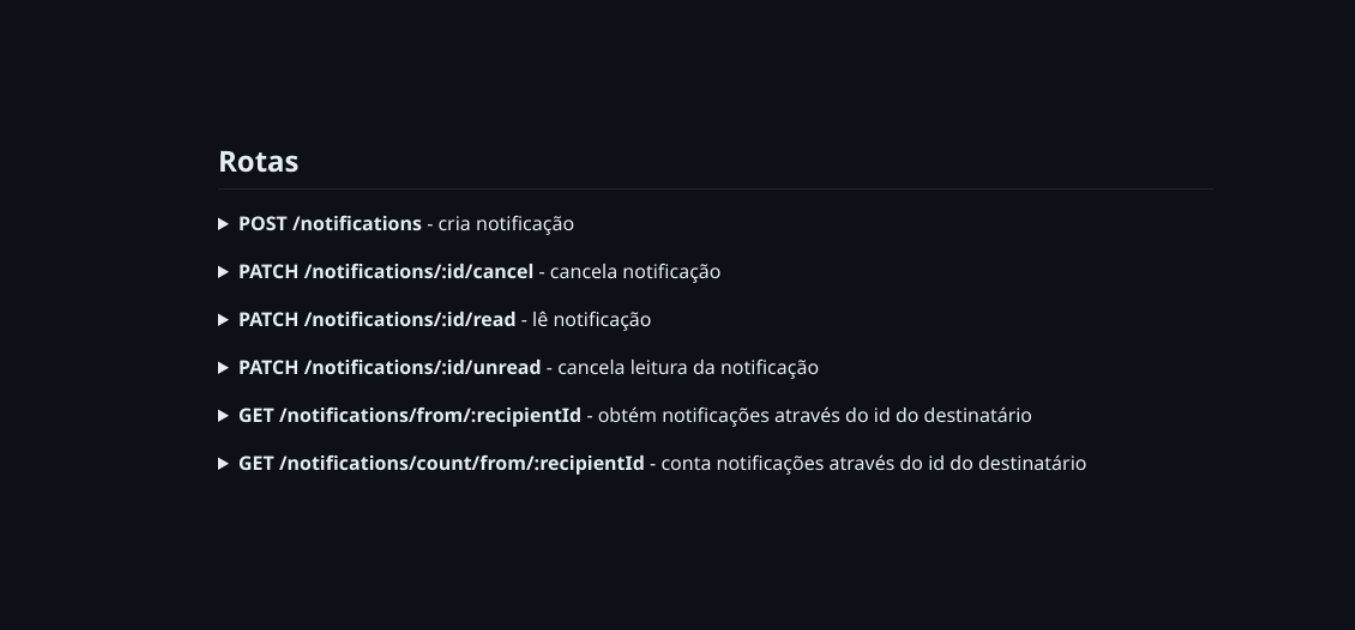 Rotas
POST /notifications - cria notificação
PATCH /notifications/:id/cancel - cancela notificação
PATCH /notifications/:id/read - lê notificação
PATCH /notifications/:id/unread - cancela leitura da notificação
GET /notifications/from/:recipientId - obtém notificações através do id do destinatário
GET /notifications/count/from/:recipientId - conta notificações através do id do destinatário